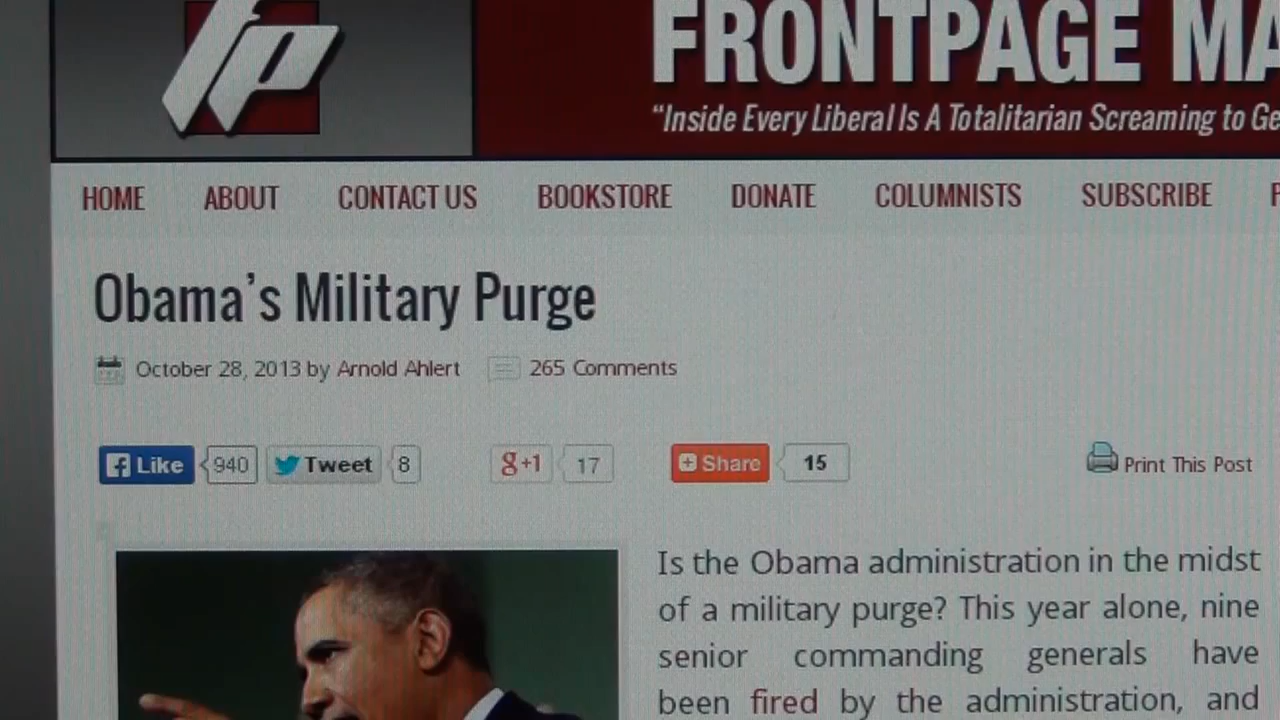 fp
FRONTPAGE MA
“Inside Every Liberal Is A Totalitarian Screaming to Ge
HOME ABOUT CONTACT US BOOKSTORE DONATE COLUMNISTS SUBSCRIBE
Obama’s Military Purge
October 28, 2013 by Arnold Ahlert 265 Comments
Like 940 Tweet 8 g+1 17 Share 15 Print This Post
Is the Obama administration in the midst
of a military purge? This year alone, nine
senior commanding generals have
been fired by the administration, and